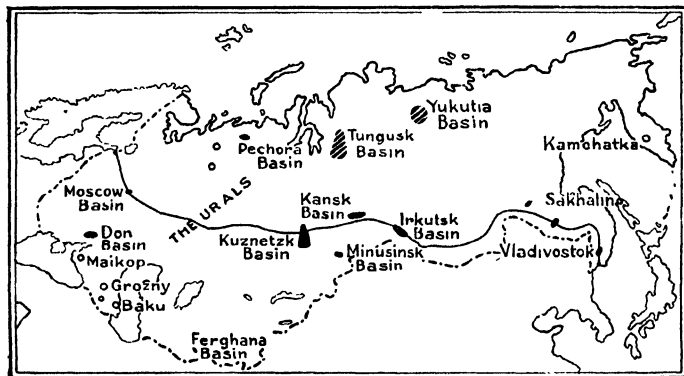 Yukutia
Basin
Tungusk
Basin
Pechora
Basin
Kamchatka
Moscow
Basin
THE URALS
Kansk
Basin
Sakhalin
Irkutsk
Basin
Don
Basin
Kuznetzk
Basin
Minusinsk
Basin
Vladivostok
Maikop
Grozny
Baku
Ferghana
Basin